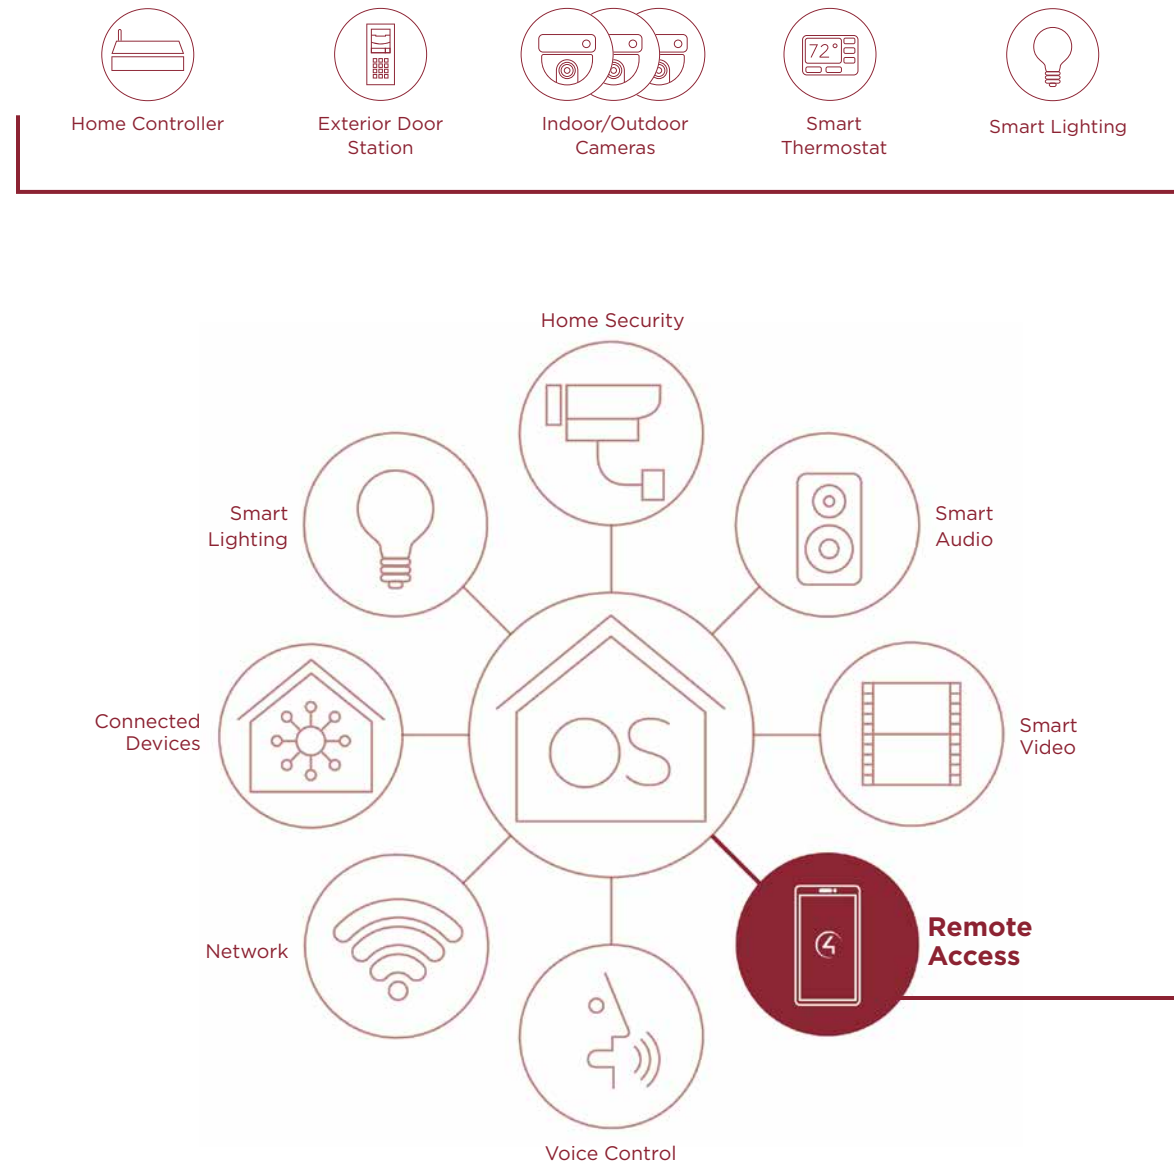 Home Controller
Exterior Door
Station
Indoor/Outdoor
Cameras
72°
Smart
Thermostat
Smart Lighting
Home Security
Smart
Lighting
Smart
Audio
Connected
Devices
OS
Smart
Video
Network
4
Remote
Access
Voice Control